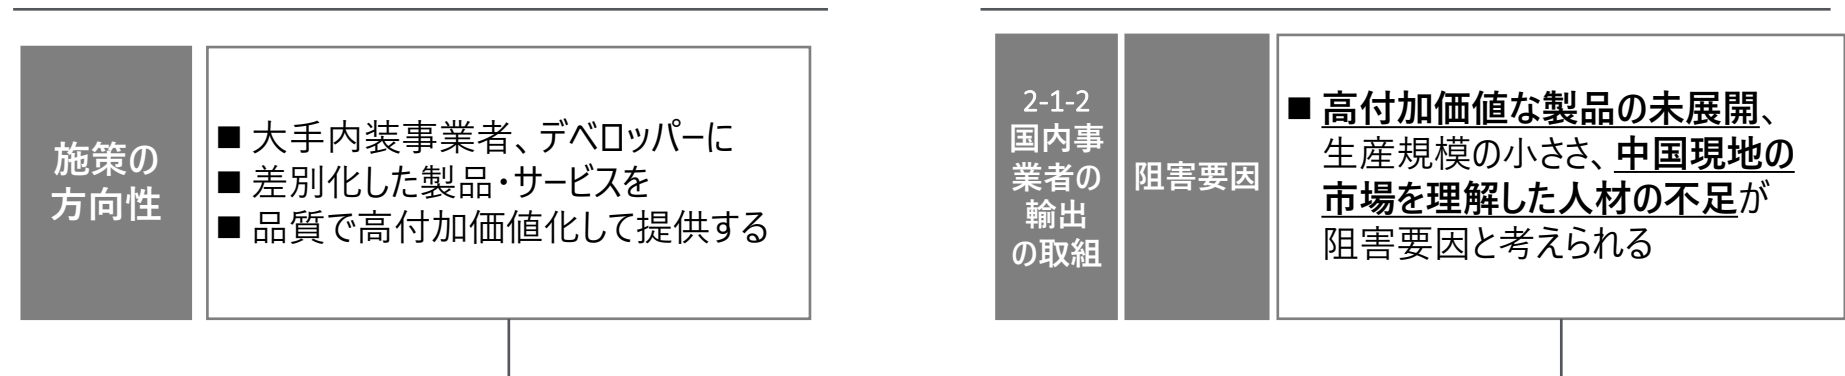 施策の
方向性
■ 大手内装事業者、デベロッパーに
■ 差別化した製品・サービスを
■ 品質で高付加価値化して提供する
2-1-2
国内事
業者の
輸出
の取組
阻害要因
■ 高付加価値な製品の未展開、
生産規模の小ささ、中国現地の
市場を理解した人材の不足が
阻害要因と考えられる